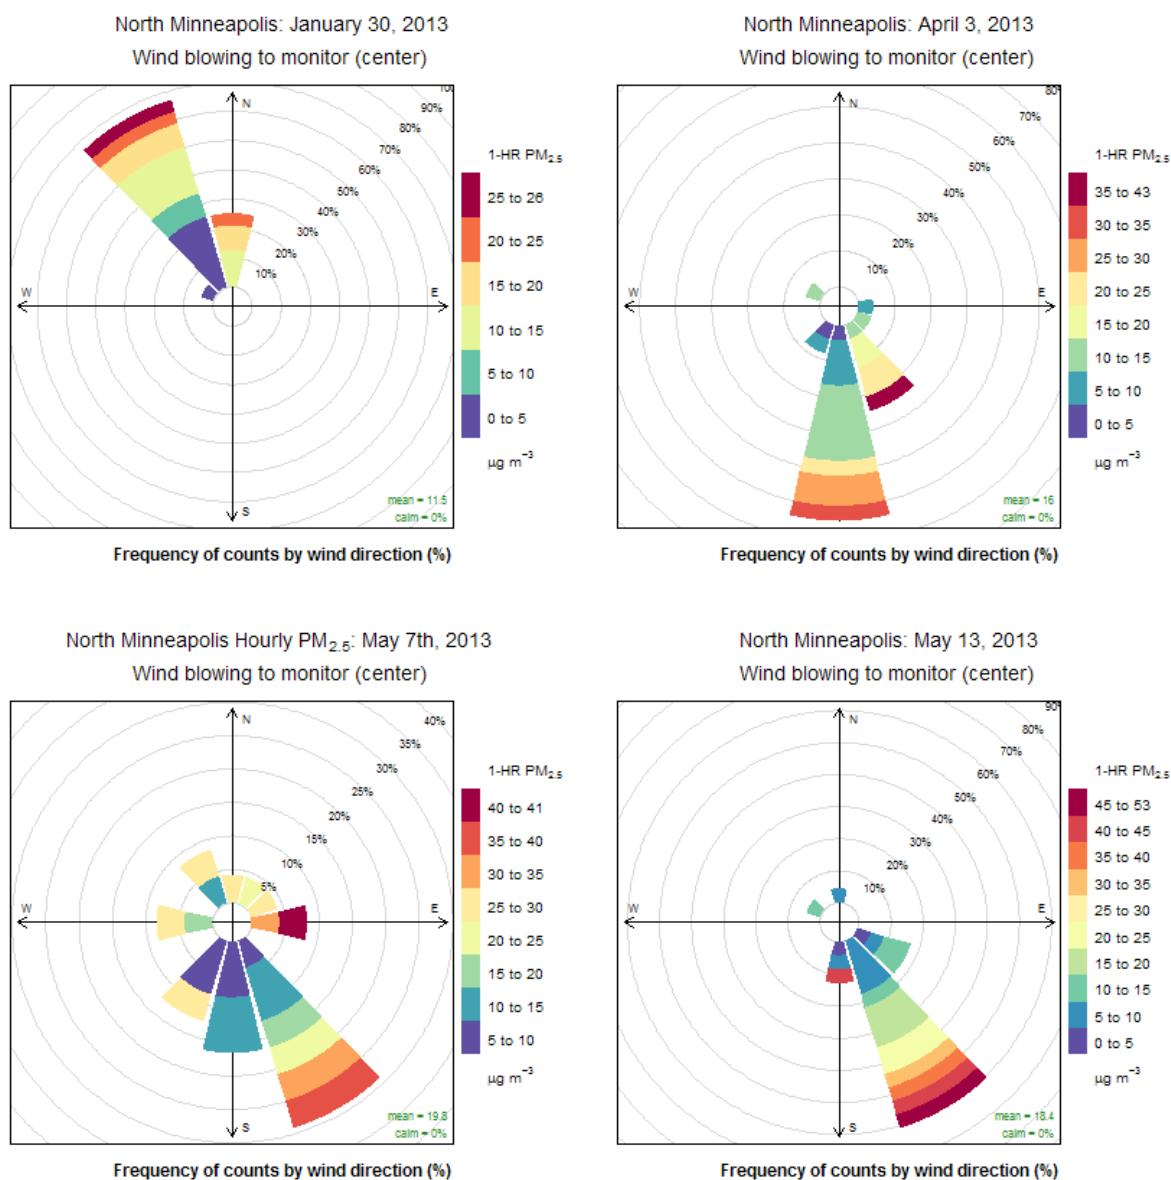 North Minneapolis: January 30, 2013
Wind blowing to monitor (center)
N
W
E
S
10%
20%
30%
40%
50%
60%
70%
80%
90%
mean = 11.5
calm = 0%
1-HR PM2.5
25 to 26
20 to 25
15 to 20
10 to 15
5 to 10
0 to 5
µg m−3
Frequency of counts by wind direction (%)
North Minneapolis: April 3, 2013
Wind blowing to monitor (center)
N
W
E
S
10%
20%
30%
40%
50%
60%
70%
80%
mean = 16
calm = 0%
1-HR PM2.5
35 to 43
30 to 35
25 to 30
20 to 25
15 to 20
10 to 15
5 to 10
0 to 5
µg m−3
Frequency of counts by wind direction (%)
North Minneapolis Hourly PM2.5: May 7th, 2013
Wind blowing to monitor (center)
N
W
E
S
5%
10%
15%
20%
25%
30%
35%
40%
mean = 19.8
calm = 0%
1-HR PM2.5
40 to 41
35 to 40
30 to 35
25 to 30
20 to 25
15 to 20
10 to 15
5 to 10
µg m−3
Frequency of counts by wind direction (%)
North Minneapolis: May 13, 2013
Wind blowing to monitor (center)
N
W
E
S
10%
20%
30%
40%
50%
60%
70%
80%
90%
mean = 18.4
calm = 0%
1-HR PM2.5
45 to 53
40 to 45
35 to 40
30 to 35
25 to 30
20 to 25
15 to 20
10 to 15
5 to 10
0 to 5
µg m−3
Frequency of counts by wind direction (%)